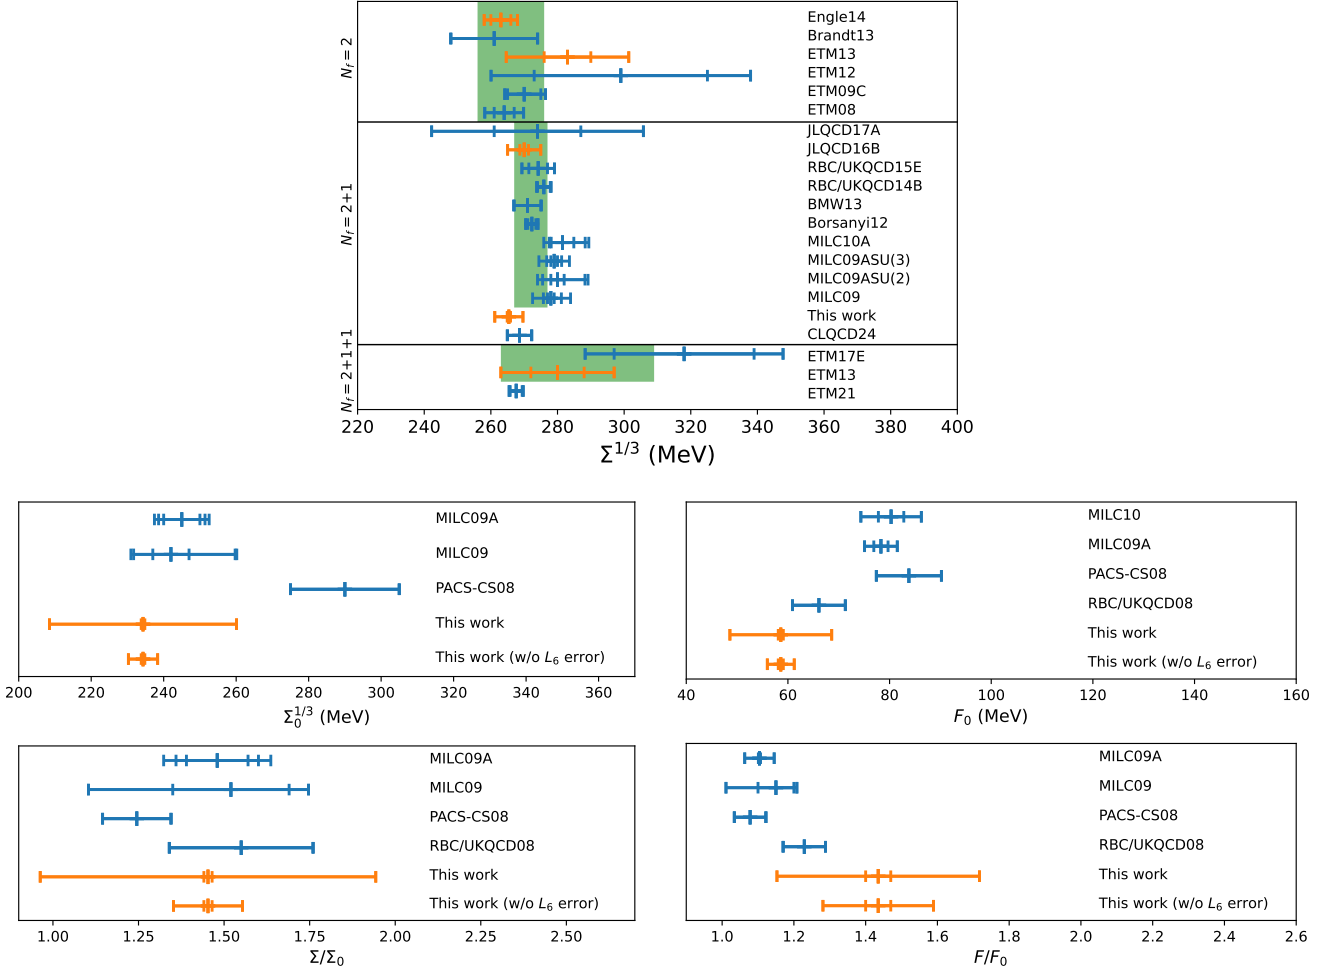 Engle14
Brandt13
ETM13
ETM12
ETM09C
ETM08
N_f = 2
JLQCD17A
JLQCD16B
RBC/UKQCD15E
RBC/UKQCD14B
BMW13
Borsanyi12
MILC10A
MILC09ASU(3)
MILC09ASU(2)
MILC09
This work
CLQCD24
N_f = 2+1
ETM17E
ETM13
ETM21
N_f = 2+1+1
220 240 260 280 300 320 340 360 380 400
Σ^{1/3} (MeV)
MILC09A
MILC09
PACS-CS08
This work
This work (w/o L_6 error)
200 220 240 260 280 300 320 340 360
Σ_0^{1/3} (MeV)
MILC10
MILC09A
PACS-CS08
RBC/UKQCD08
This work
This work (w/o L_6 error)
40 60 80 100 120 140 160
F_0 (MeV)
MILC09A
MILC09
PACS-CS08
RBC/UKQCD08
This work
This work (w/o L_6 error)
1.00 1.25 1.50 1.75 2.00 2.25 2.50
Σ/Σ_0
MILC09A
MILC09
PACS-CS08
RBC/UKQCD08
This work
This work (w/o L_6 error)
1.0 1.2 1.4 1.6 1.8 2.0 2.2 2.4 2.6
F/F_0